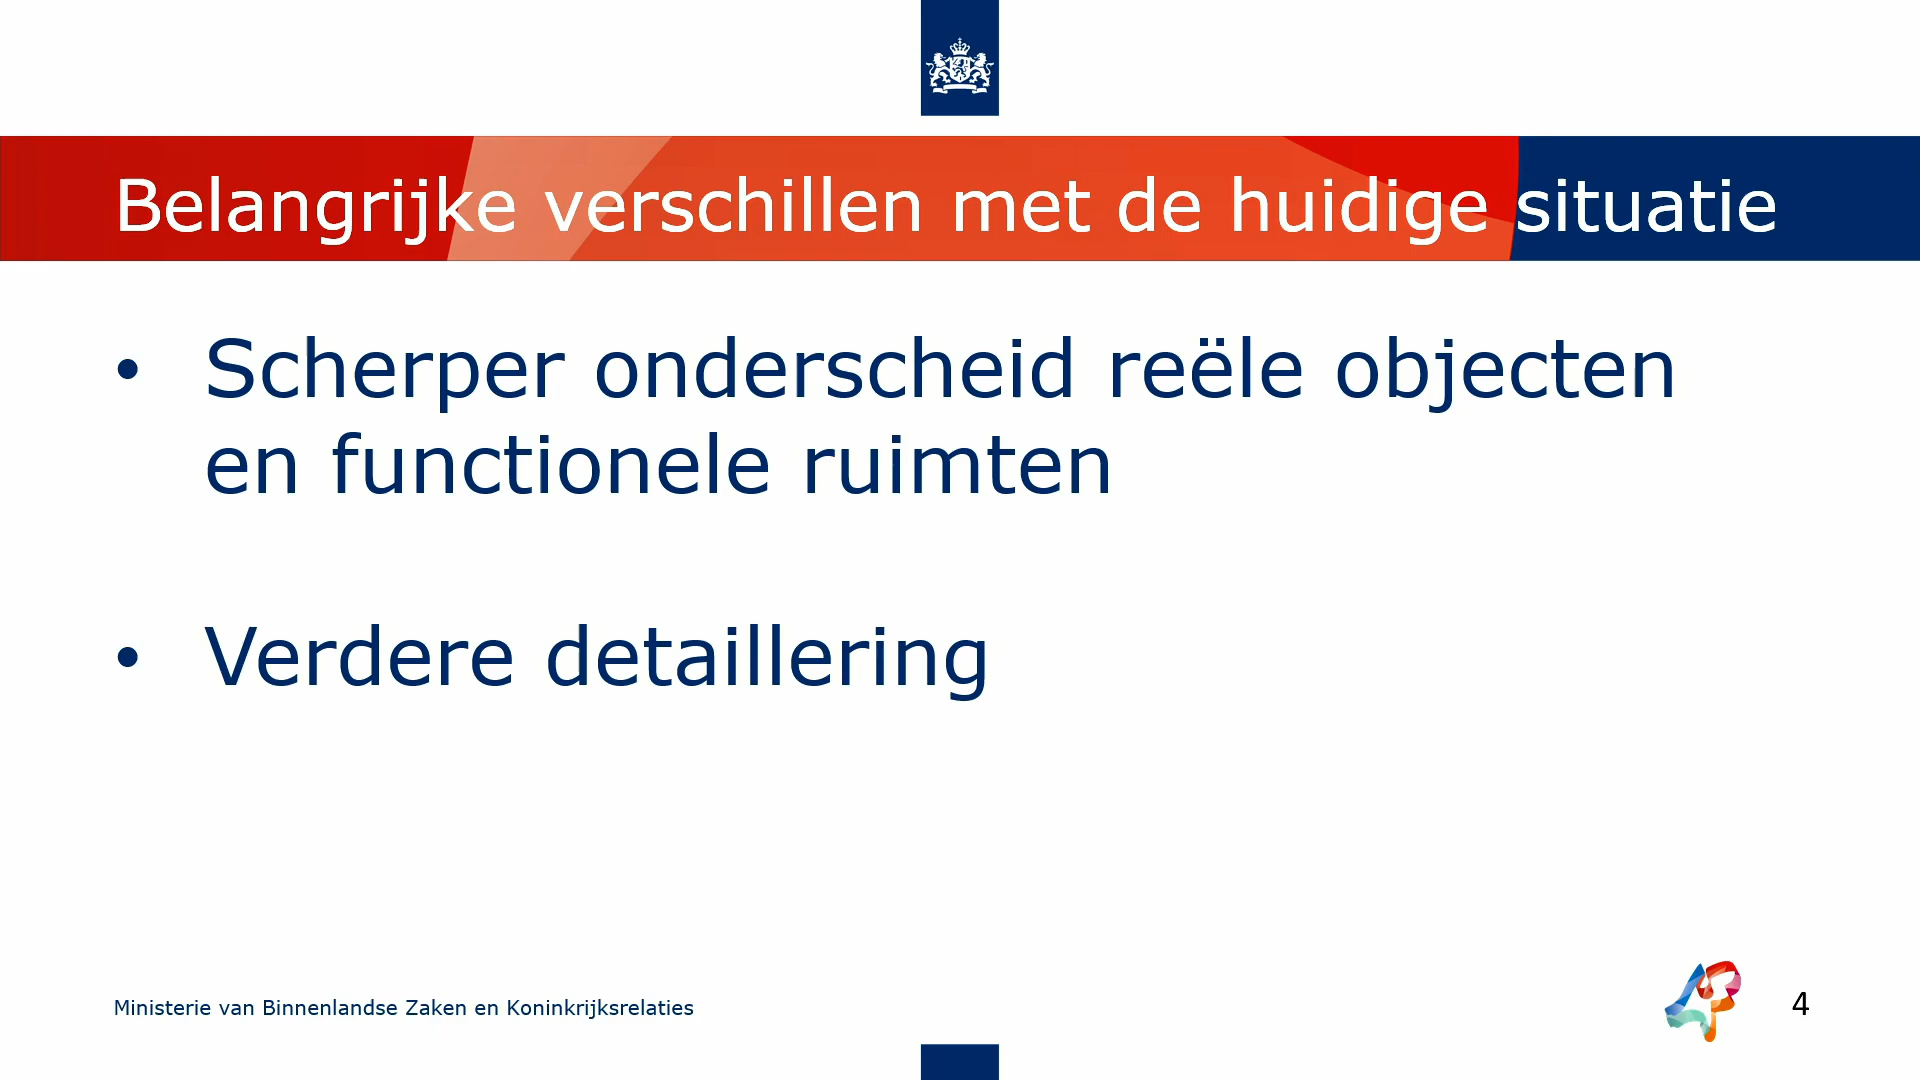 Belangrijke verschillen met de huidige situatie
• Scherper onderscheid reële objecten
en functionele ruimten
• Verdere detaillering
Ministerie van Binnenlandse Zaken en Koninkrijksrelaties
4